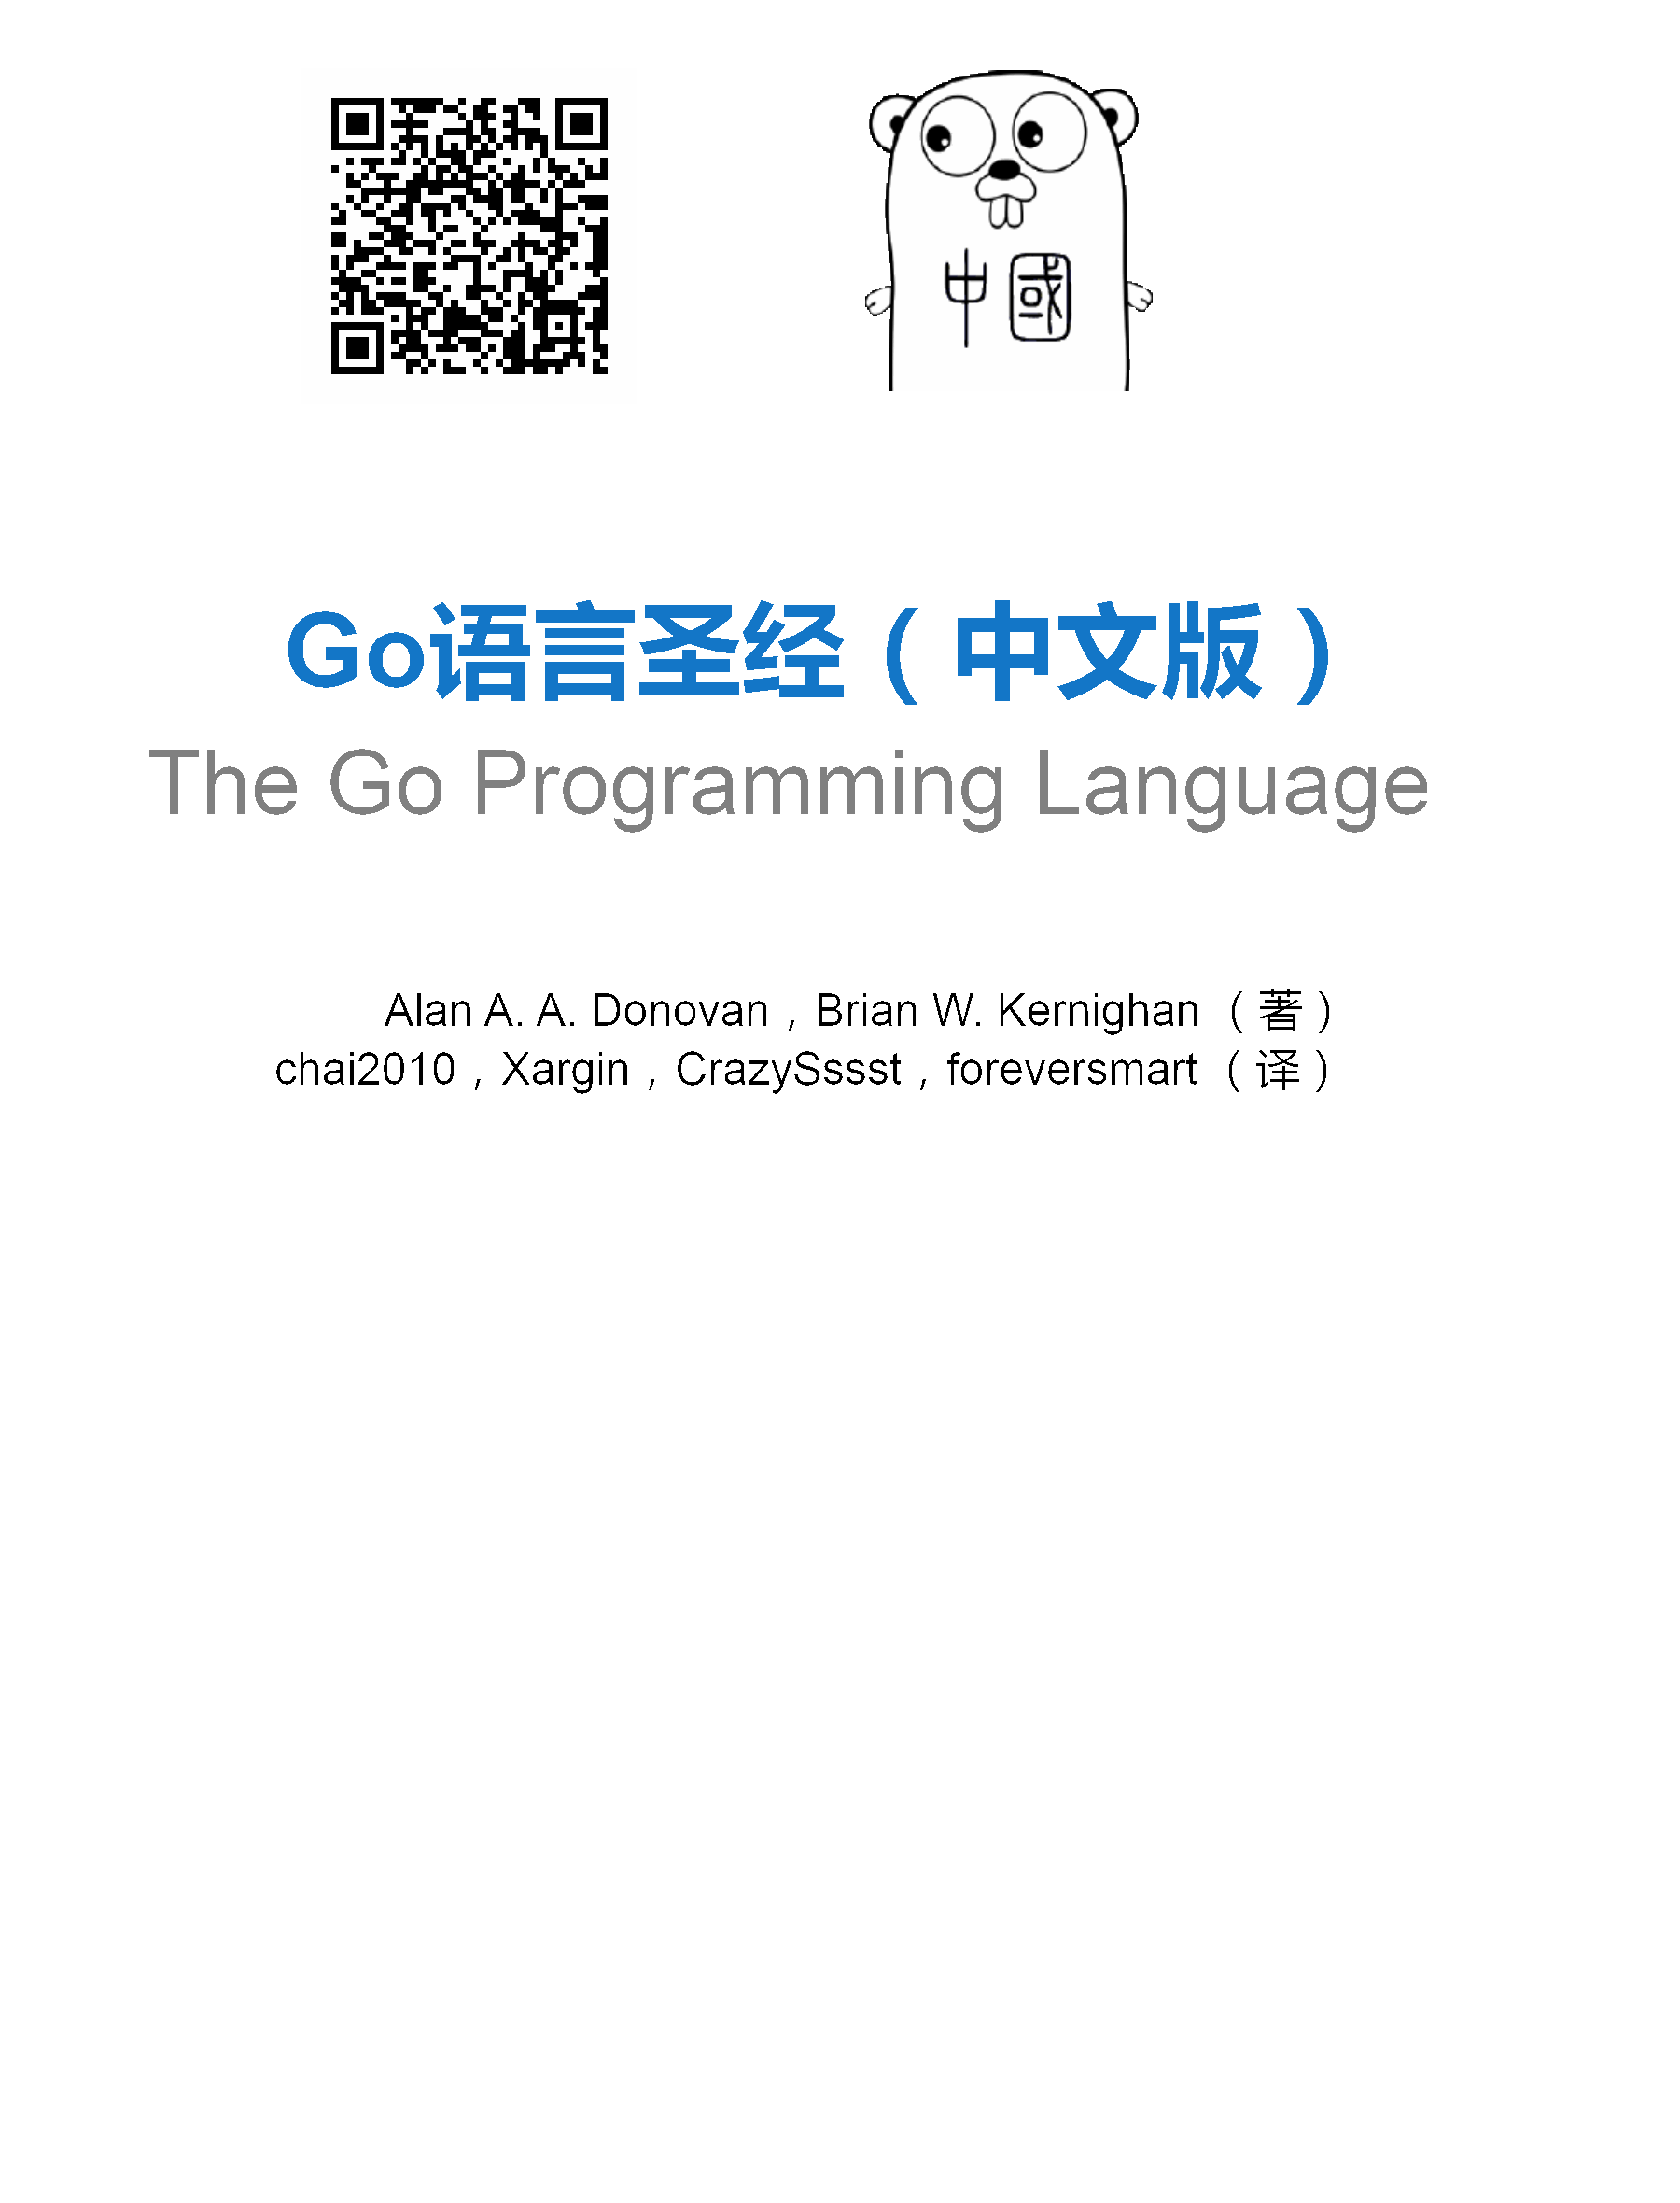 中國
Go语言圣经（中文版）
The Go Programming Language
Alan A. A. Donovan，Brian W. Kernighan （著）
chai2010，Xargin，CrazySssst，foreversmart （译）